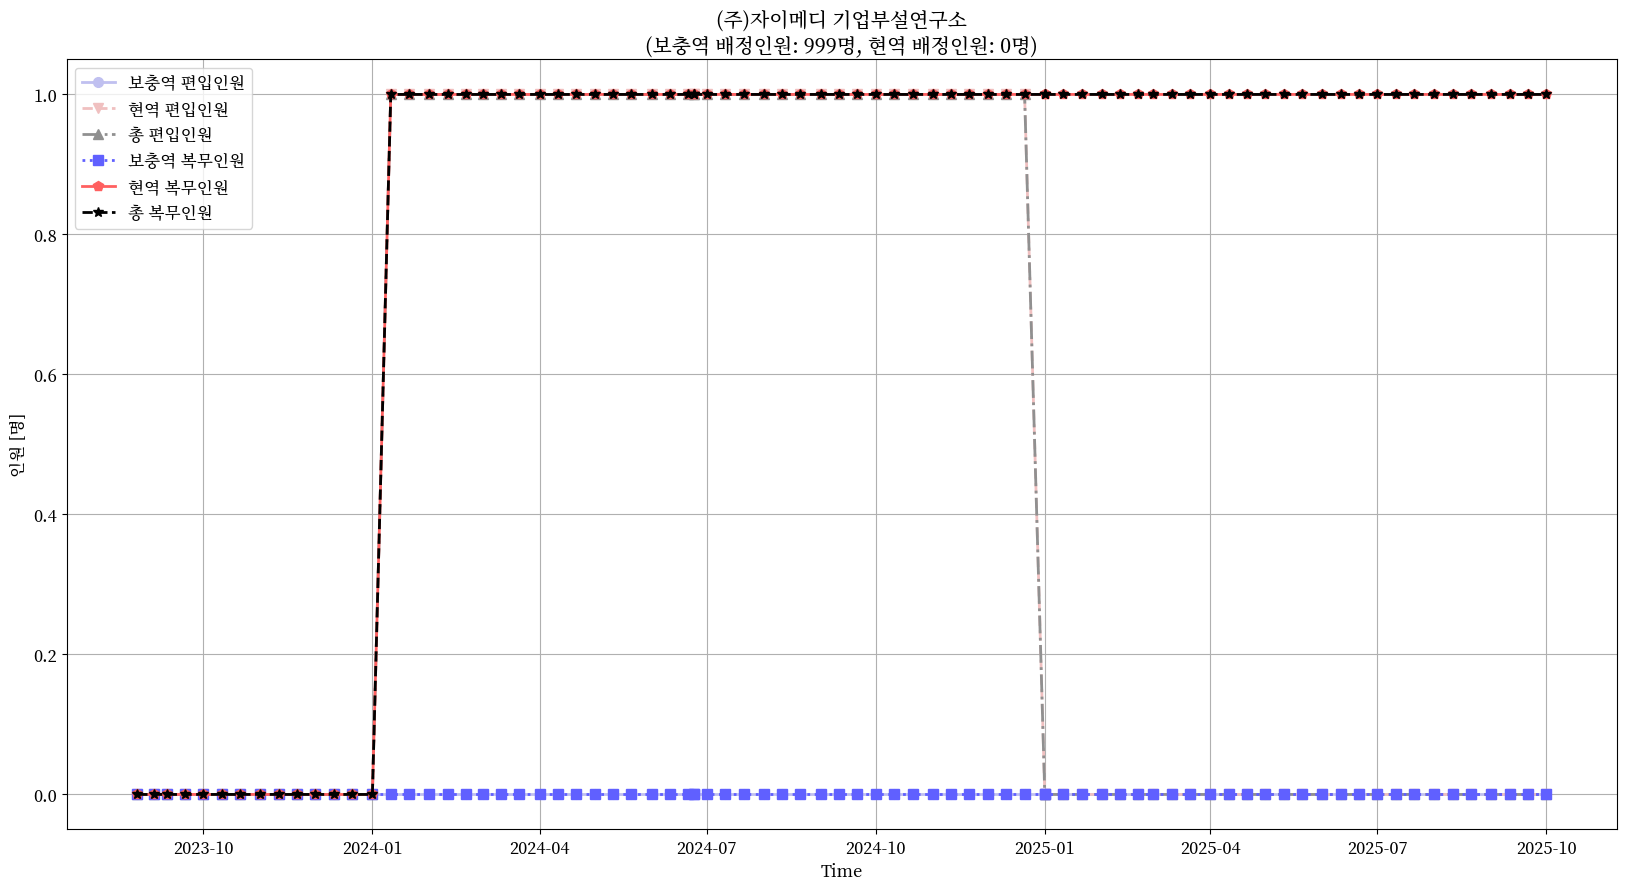 (주)자이메디 기업부설연구소
(보충역 배정인원: 999명, 현역 배정인원: 0명)
보충역 편입인원
현역 편입인원
총 편입인원
보충역 복무인원
현역 복무인원
총 복무인원
인원 [명]
1.0
0.8
0.6
0.4
0.2
0.0
2023-10
2024-01
2024-04
2024-07
2024-10
2025-01
2025-04
2025-07
2025-10
Time